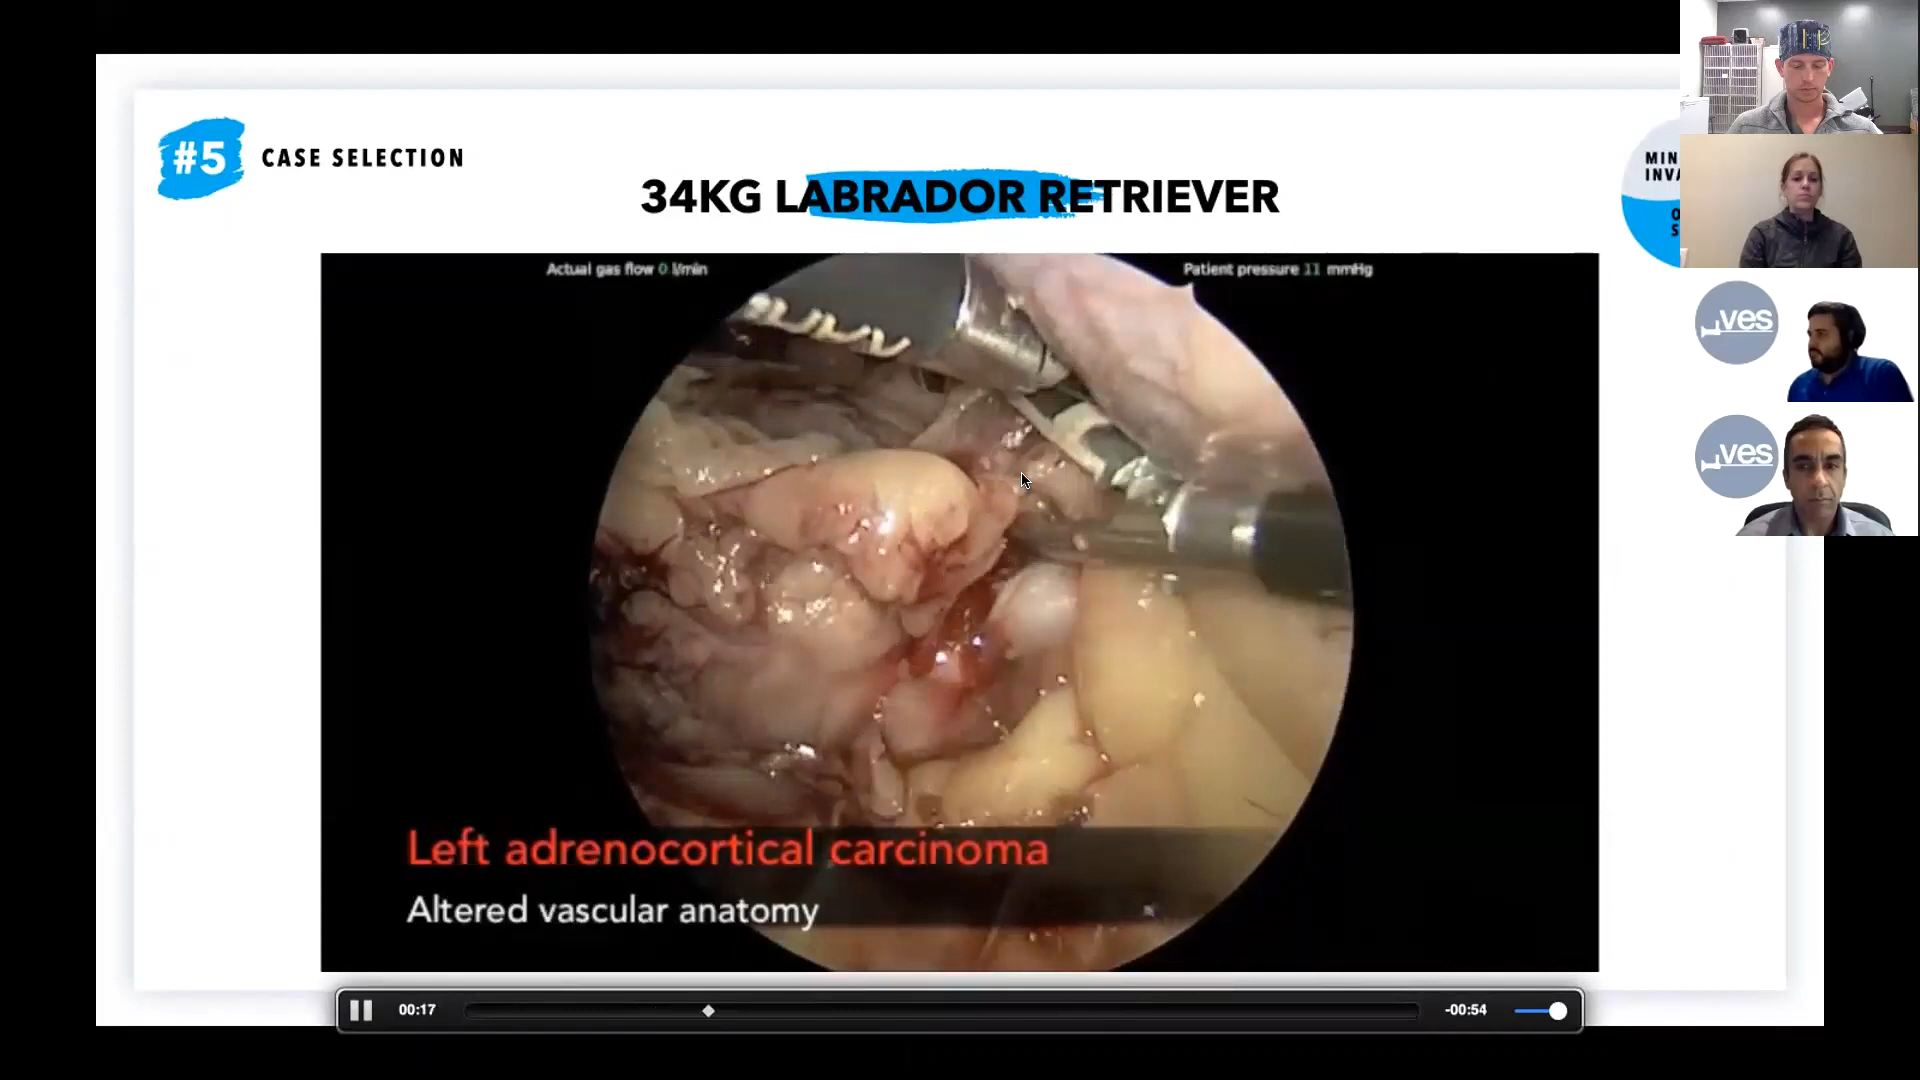 #5 CASE SELECTION
34KG LABRADOR RETRIEVER
MIN
INVA
Actual gas flow 0 l/min
Patient pressure 11 mmHg
ves
ves
Left adrenocortical carcinoma
Altered vascular anatomy
00:17
-00:54